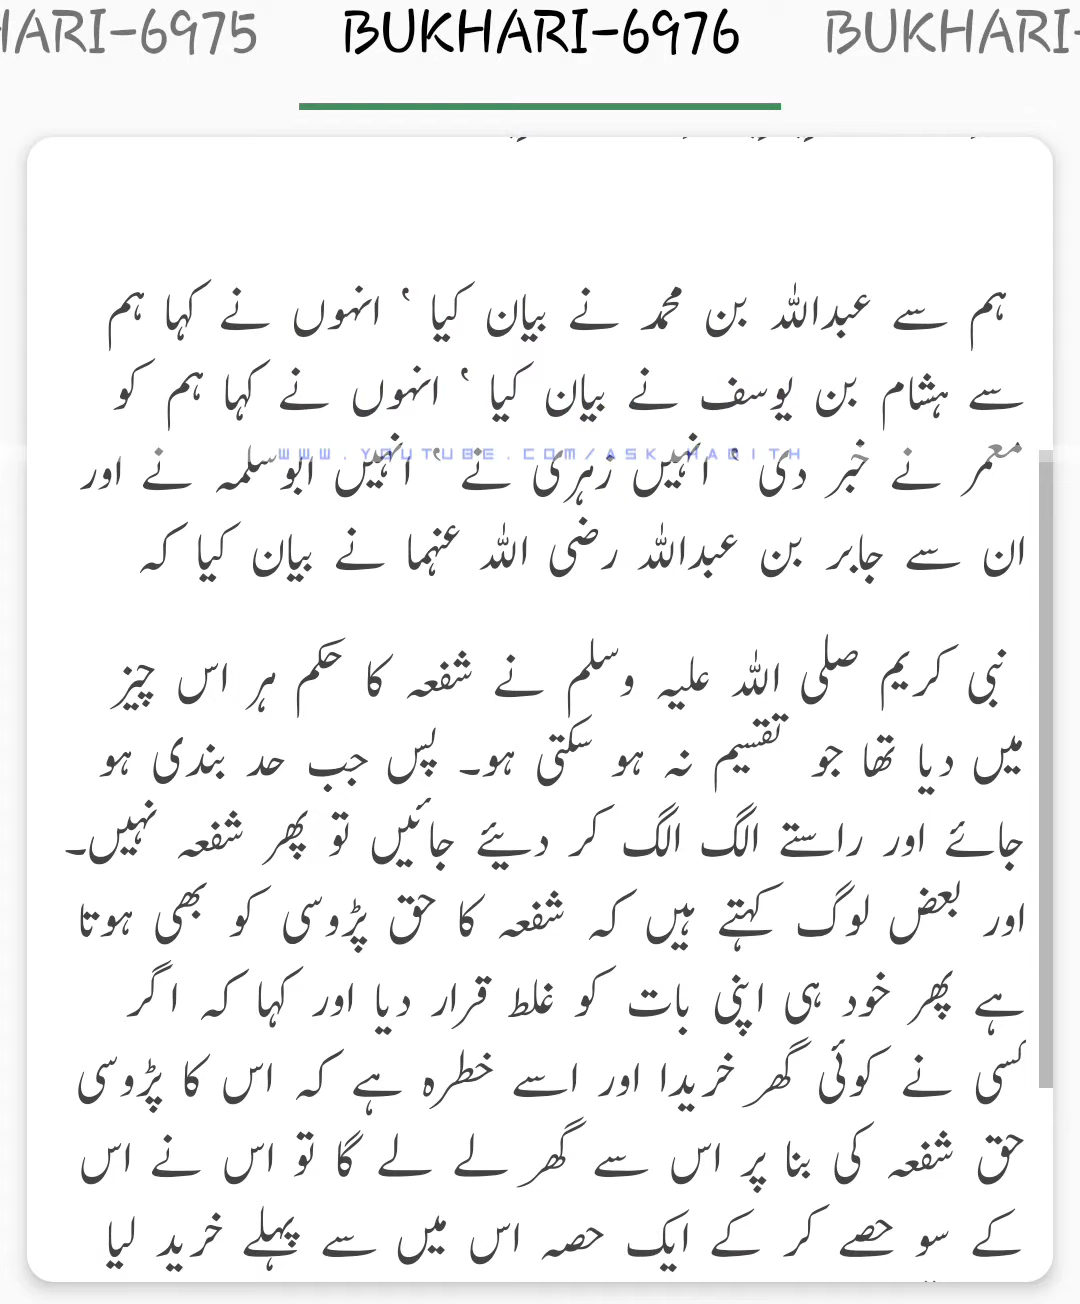 HARI-6975 BUKHARI-6976 BUKHARI-
ہم سے عبداللہ بن محمد نے بیان کیا ‘ انہوں نے کہا ہم
سے ہشام بن یوسف نے بیان کیا ‘ انہوں نے کہا ہم کو
WWW.YOUTUBE.COM/ASK HADITH
معمر نے خبر دی ‘ انہیں زہری نے ‘ انہیں ابوسلمہ نے اور
ان سے جابر بن عبداللہ رضی اللہ عنہما نے بیان کیا کہ
نبی کریم صلی اللہ علیہ وسلم نے شفعہ کا حکم ہر اس چیز
میں دیا تھا جو تقسیم نہ ہو سکتی ہو۔ پس جب حد بندی ہو
جائے اور راستے الگ الگ کر دیئے جائیں تو پھر شفعہ نہیں۔
اور بعض لوگ کہتے ہیں کہ شفعہ کا حق پڑوسی کو بھی ہوتا
ہے پھر خود ہی اپنی بات کو غلط قرار دیا اور کہا کہ اگر
کسی نے کوئی گھر خریدا اور اسے خطرہ ہے کہ اس کا پڑوسی
حق شفعہ کی بنا پر اس سے گھر لے لے گا تو اس نے اس
کے سو حصے کر کے ایک حصہ اس میں سے پہلے خرید لیا